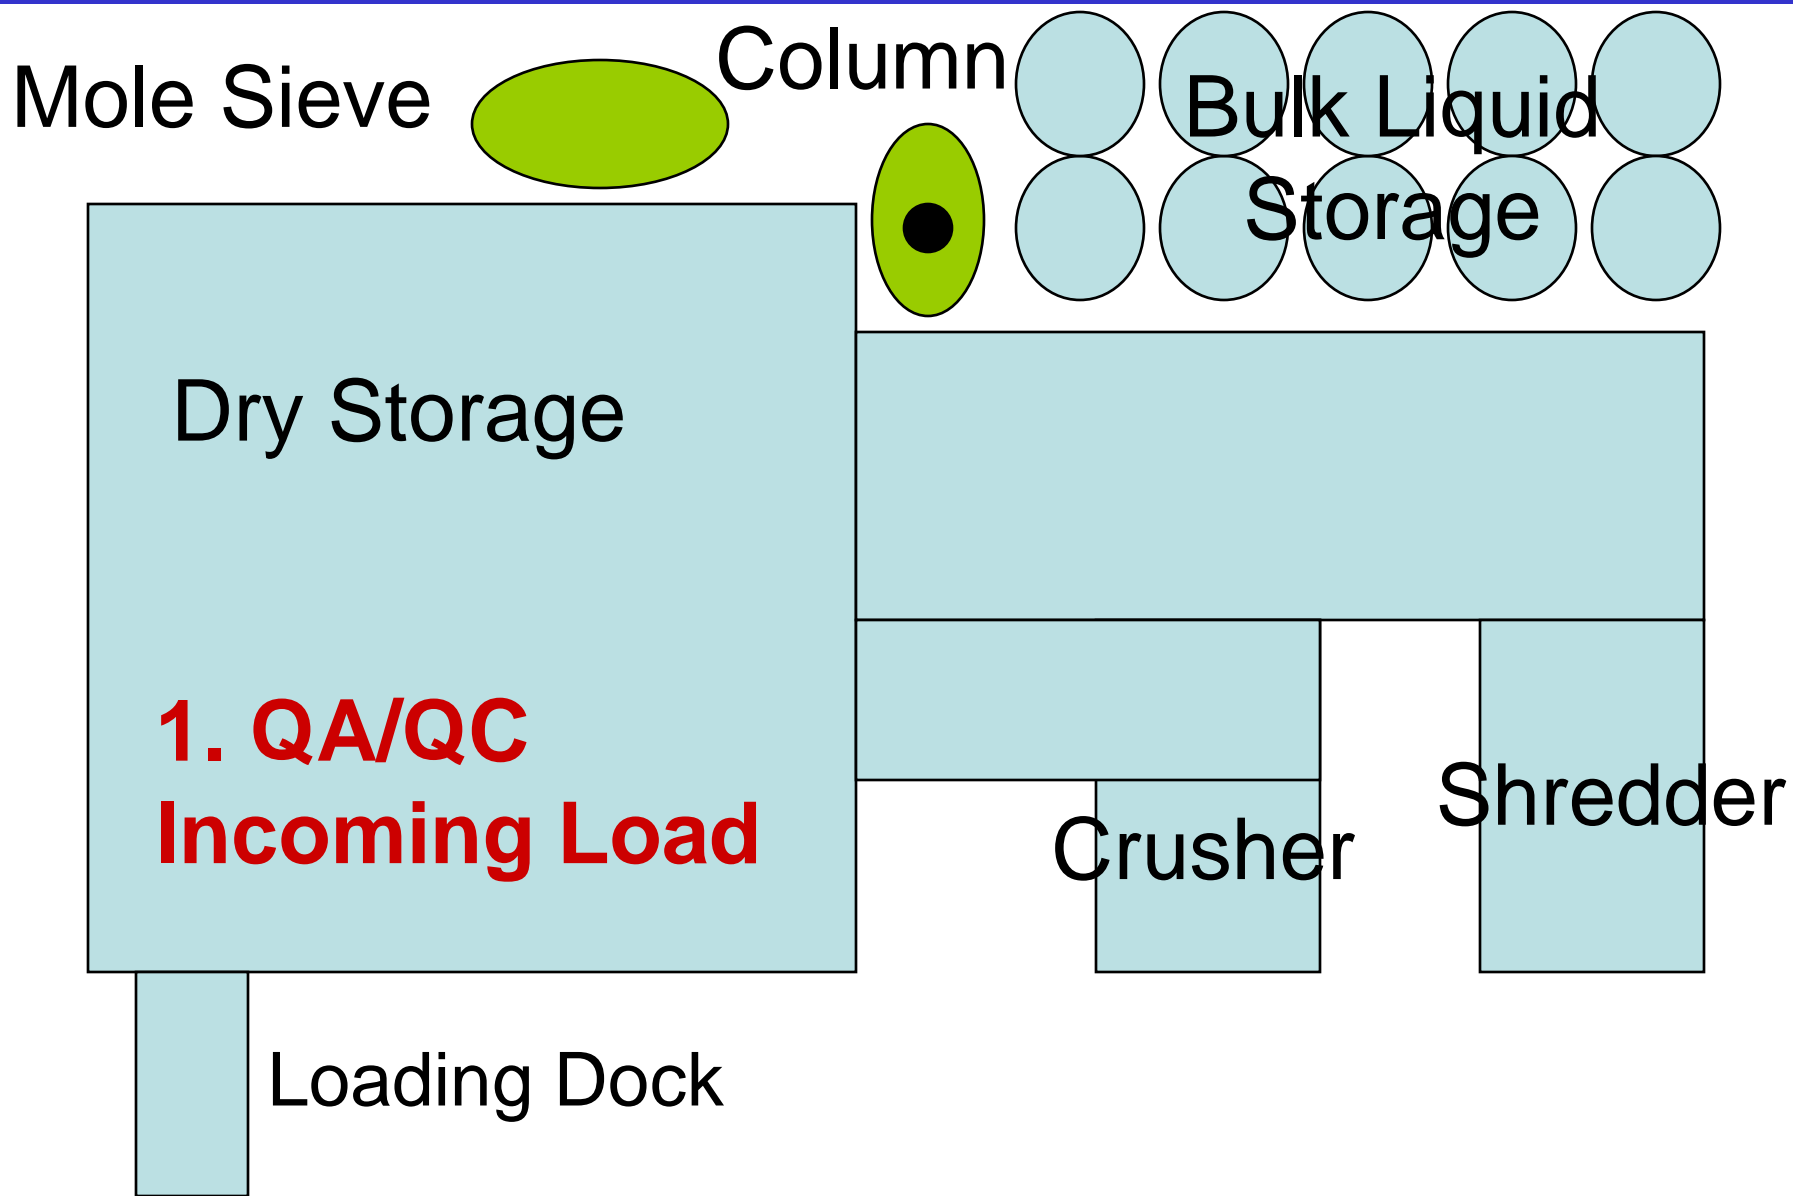 Column
Mole Sieve
Bulk Liquid
Storage
Dry Storage
1. QA/QC
Incoming Load
Shredder
Crusher
Loading Dock